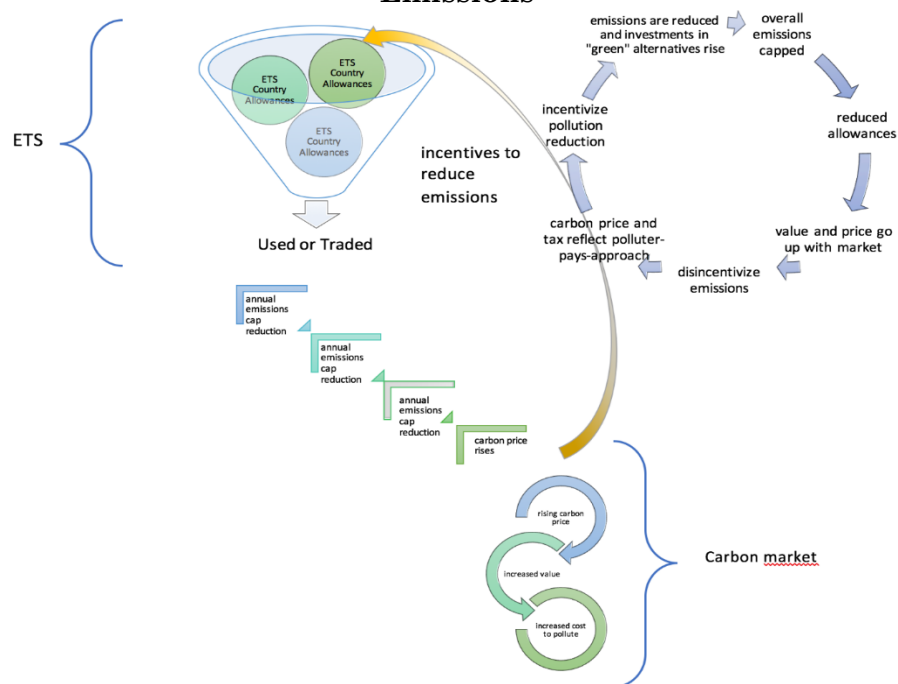 Emissions
ETS
ETS
Country
Allowances
ETS
Country
Allowances
ETS
Country
Allowances
Used or Traded
incentives to
reduce
emissions
emissions are reduced
and investments in
"green" alternatives rise
overall
emissions
capped
reduced
allowances
value and price go
up with market
disincentivize
emissions
carbon price and
tax reflect polluter-
pays-approach
incentivize
pollution
reduction
annual
emissions
cap
reduction
annual
emissions
cap
reduction
annual
emissions
cap
reduction
carbon price
rises
rising carbon
price
increased value
increased cost
to pollute
Carbon market